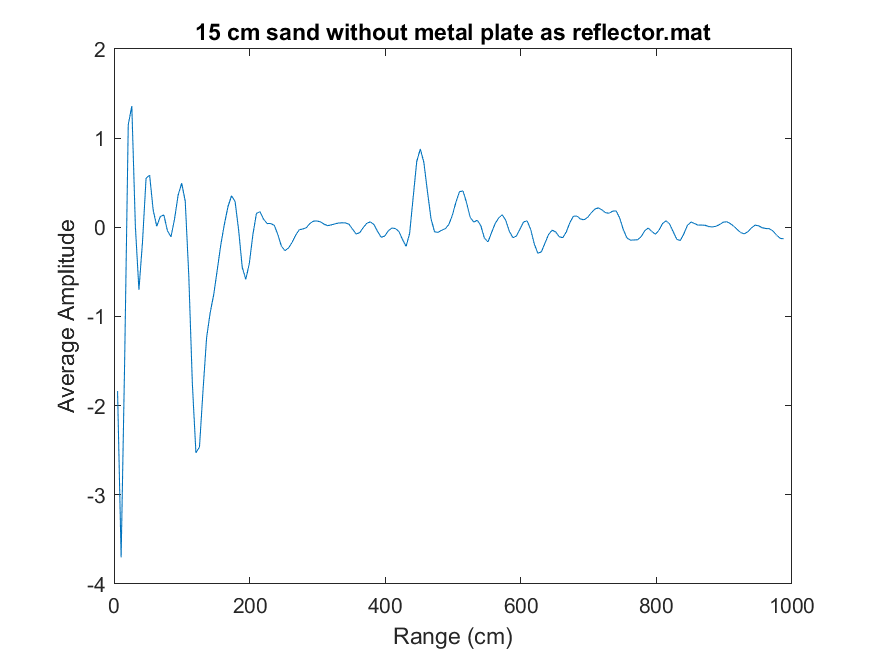 15 cm sand without metal plate as reflector.mat
2
1
0
-1
-2
-3
-4
Average Amplitude
0 200 400 600 800 1000
Range (cm)